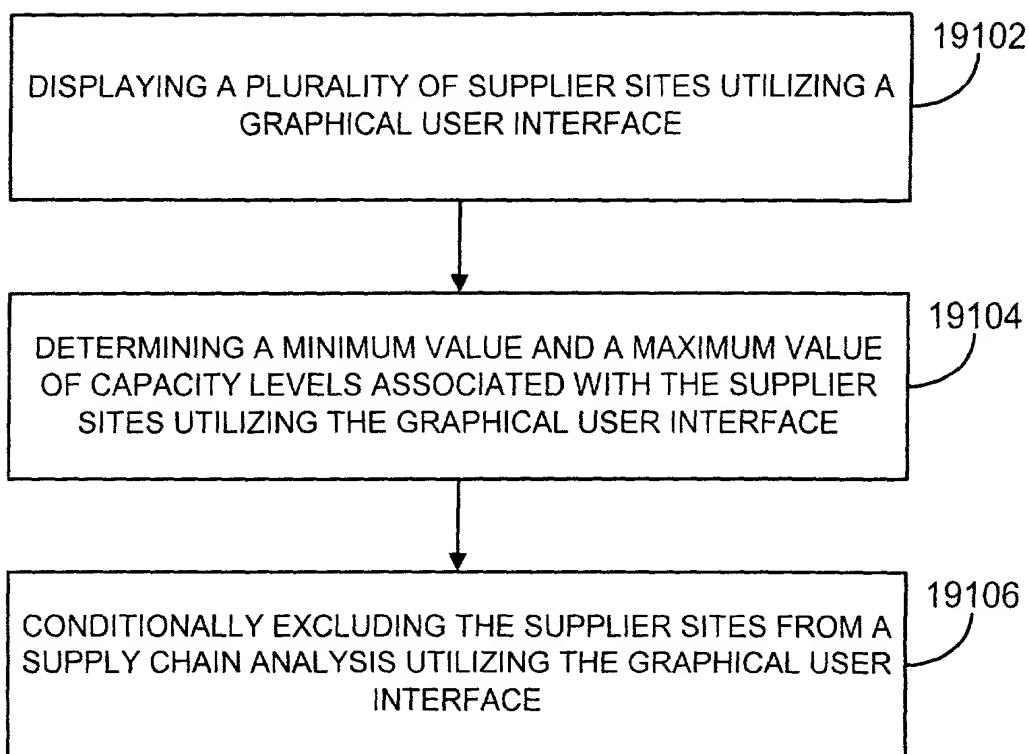 19102
DISPLAYING A PLURALITY OF SUPPLIER SITES UTILIZING A
GRAPHICAL USER INTERFACE
19104
DETERMINING A MINIMUM VALUE AND A MAXIMUM VALUE
OF CAPACITY LEVELS ASSOCIATED WITH THE SUPPLIER
SITES UTILIZING THE GRAPHICAL USER INTERFACE
19106
CONDITIONALLY EXCLUDING THE SUPPLIER SITES FROM A
SUPPLY CHAIN ANALYSIS UTILIZING THE GRAPHICAL USER
INTERFACE